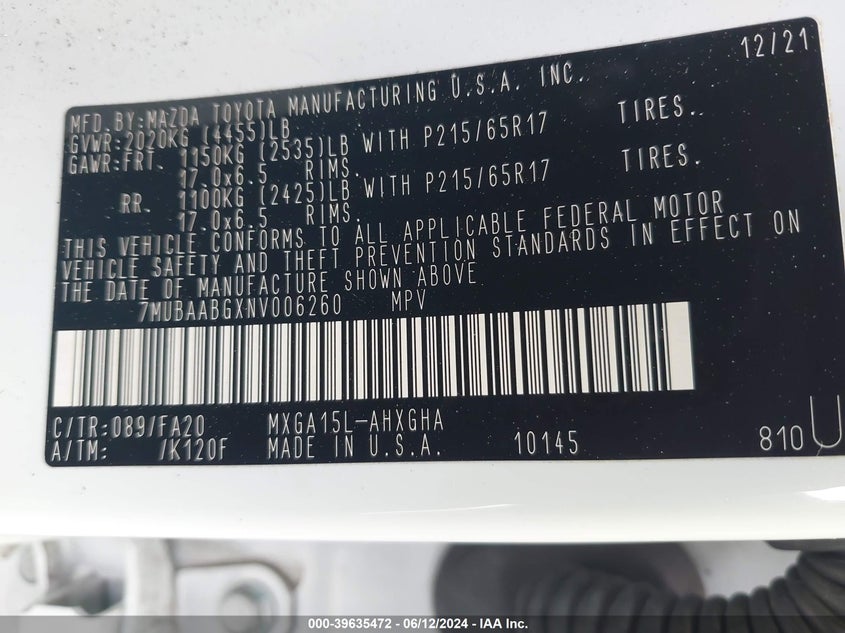 12/21
MFD.BY:MAZDA TOYOTA MANUFACTURING U.S.A. INC.
GVWR:2020KG (4455)LB
GAWR:FRT. 1150KG (2535)LB WITH P215/65R17 TIRES.
17.0x6.5 RIMS.
RR. 1100KG (2425)LB WITH P215/65R17 TIRES.
17.0x6.5 RIMS.
THIS VEHICLE CONFORMS TO ALL APPLICABLE FEDERAL MOTOR
VEHICLE SAFETY AND THEFT PREVENTION STANDARDS IN EFFECT ON
THE DATE OF MANUFACTURE SHOWN ABOVE
7MUBAABGXNV006260 MPV
C/TR:089/FA20 MXGA15L-AHXGHA
A/TM: /K120F MADE IN U.S.A. 10145 810U
000-39635472 - 06/12/2024 - IAA Inc.